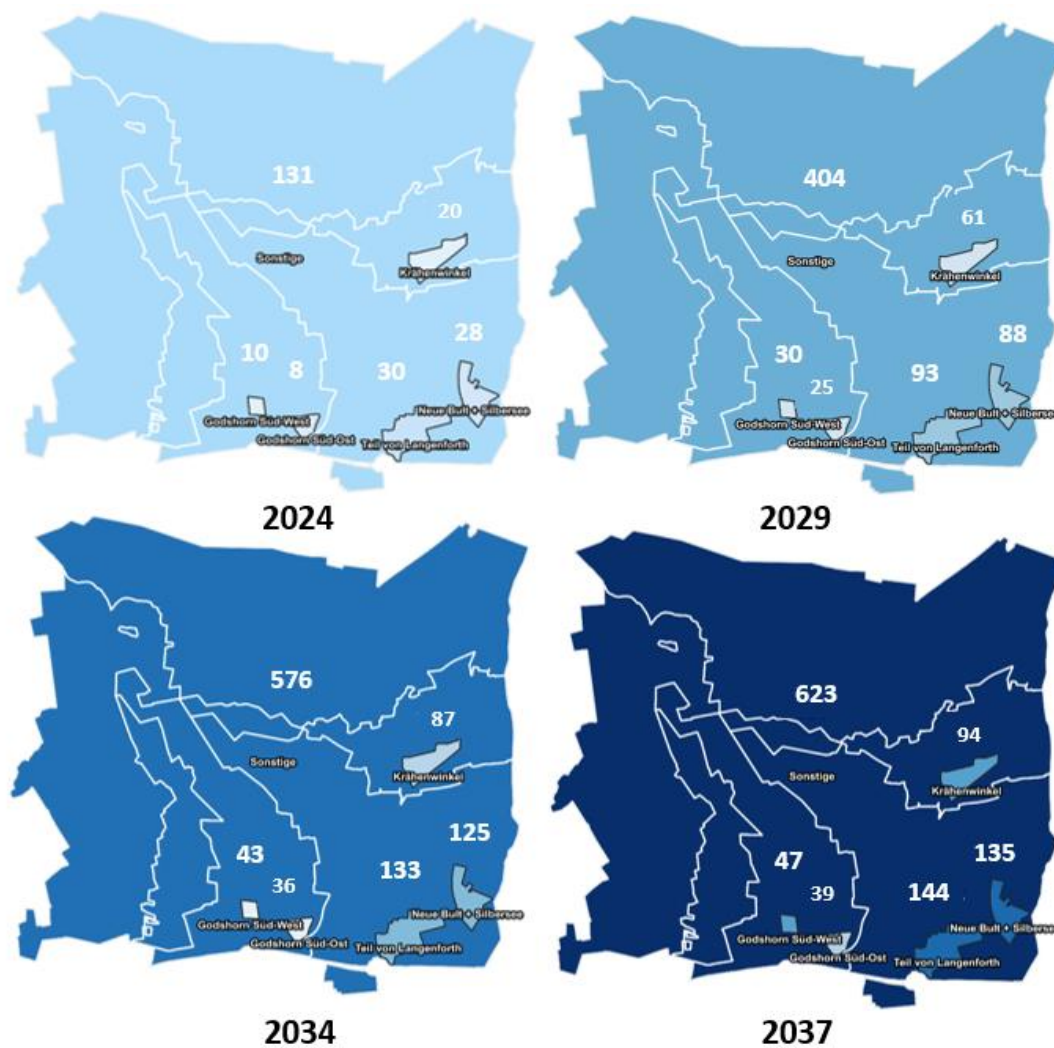 131
20
Sonstige
Krähenwinkel
28
10
8
30
Neue Bult + Silbersee
Godshorn Süd-West
Godshorn Süd-Ost
Teil von Langenforth
2024
404
61
Sonstige
Krähenwinkel
88
30
25
93
Neue Bult + Silbersee
Godshorn Süd-West
Godshorn Süd-Ost
Teil von Langenforth
2029
576
87
Sonstige
Krähenwinkel
125
43
36
133
Neue Bult + Silbersee
Godshorn Süd-West
Godshorn Süd-Ost
Teil von Langenforth
2034
623
94
Sonstige
Krähenwinkel
135
47
39
144
Neue Bult + Silbersee
Godshorn Süd-West
Godshorn Süd-Ost
Teil von Langenforth
2037